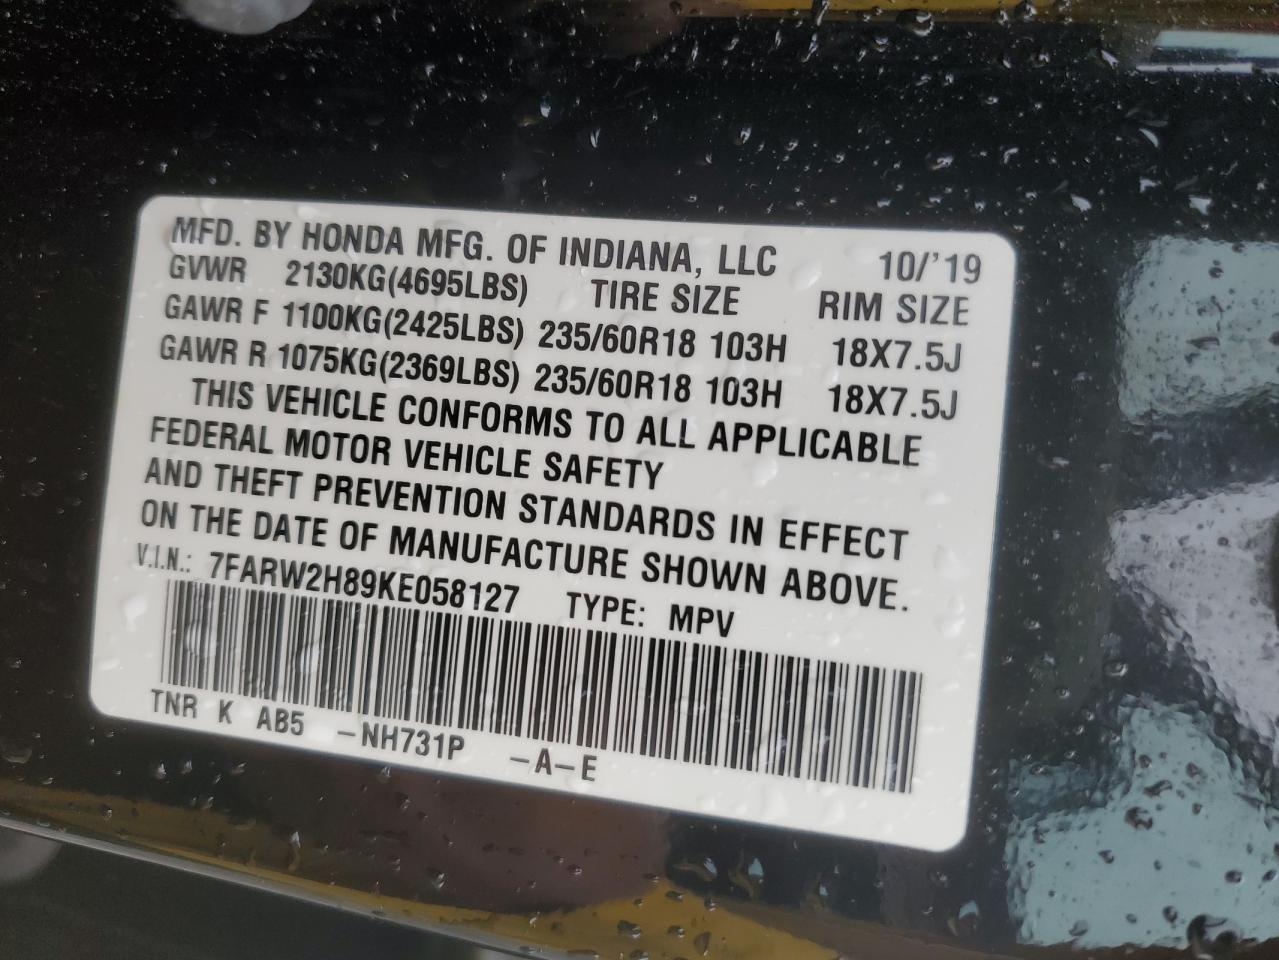 MFD. BY HONDA MFG. OF INDIANA, LLC 10/'19
GVWR 2130KG(4695LBS) TIRE SIZE RIM SIZE
GAWR F 1100KG(2425LBS) 235/60R18 103H 18X7.5J
GAWR R 1075KG(2369LBS) 235/60R18 103H 18X7.5J
THIS VEHICLE CONFORMS TO ALL APPLICABLE
FEDERAL MOTOR VEHICLE SAFETY
AND THEFT PREVENTION STANDARDS IN EFFECT
ON THE DATE OF MANUFACTURE SHOWN ABOVE.
V.I.N.: 7FARW2H89KE058127 TYPE: MPV
TNR K AB5 -NH731P -A-E